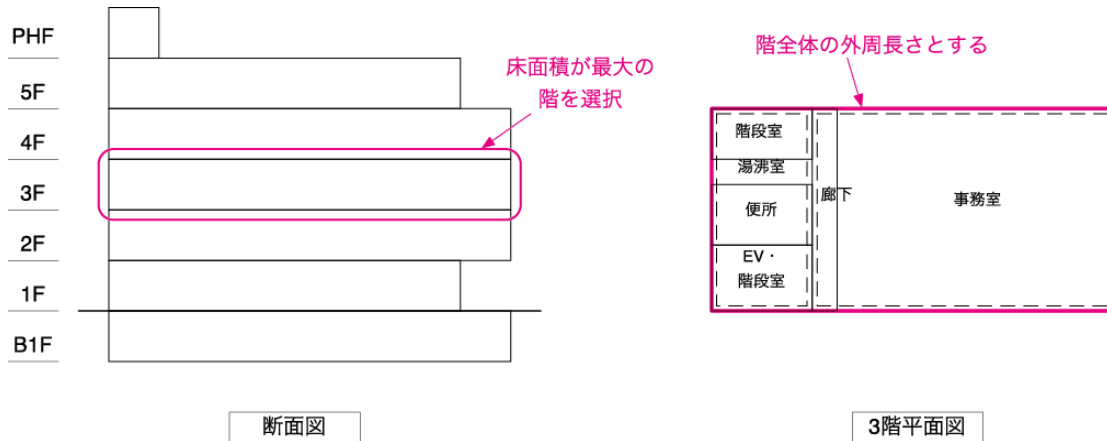 PHF
5F
4F
3F
2F
1F
B1F
床面積が最大の
階を選択
断面図
階全体の外周長さとする
階段室
湯沸室
便所
EV・
階段室
廊下
事務室
3階平面図